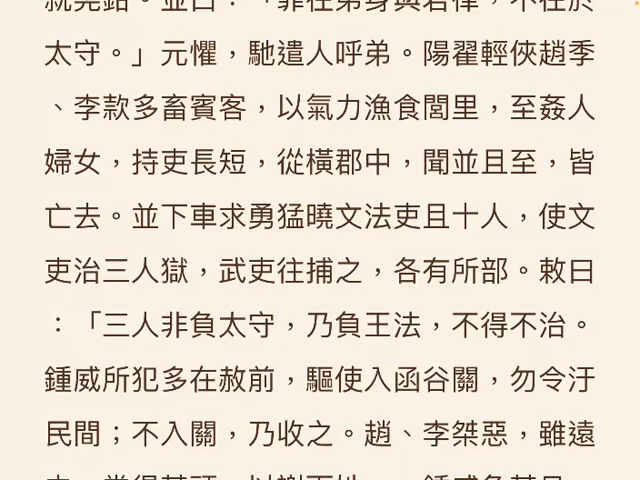 太守。」元懼，馳遣人呼弟。陽翟輕俠趙季
、李款多畜賓客，以氣力漁食閭里，至姦人
婦女，持吏長短，從橫郡中，聞並且至，皆
亡去。並下車求勇猛曉文法吏且十人，使文
吏治三人獄，武吏往捕之，各有所部。敕曰
：「三人非負太守，乃負王法，不得不治。
鍾威所犯多在赦前，驅使入函谷關，勿令汙
民間；不入關，乃收之。趙、李桀惡，雖遠